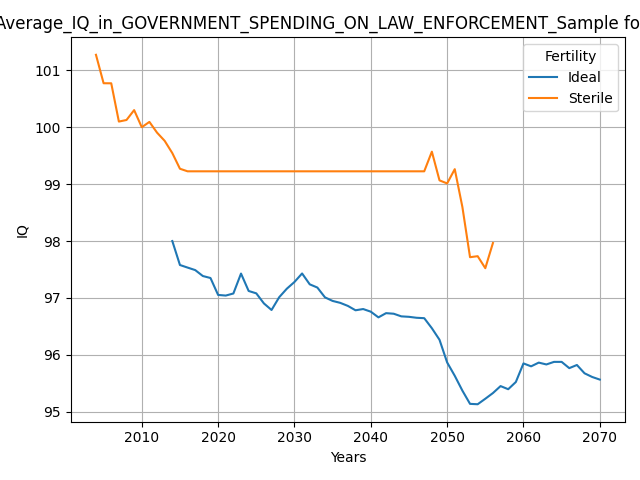 Average_IQ_in_GOVERNMENT_SPENDING_ON_LAW_ENFORCEMENT_Sample fo
Fertility
Ideal
Sterile
101
100
99
98
97
96
95
IQ
2010 2020 2030 2040 2050 2060 2070
Years